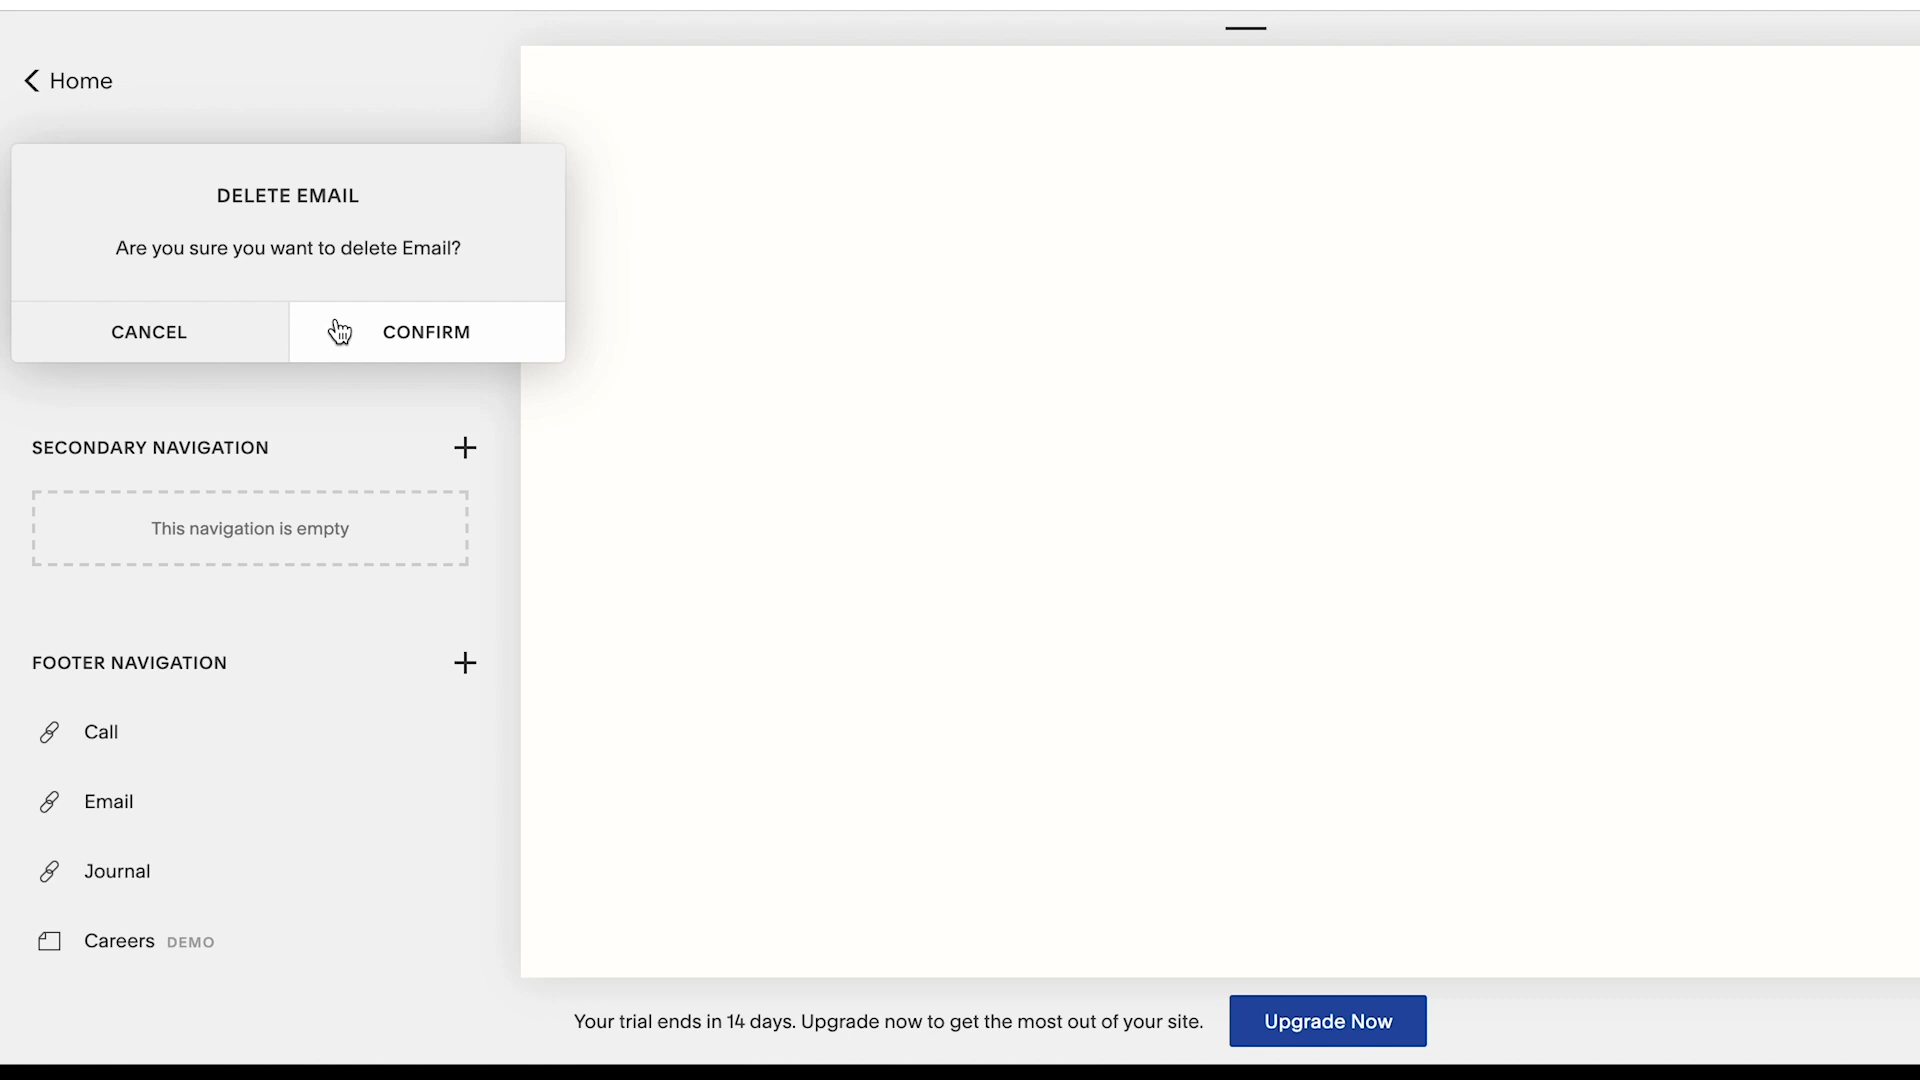 Home
DELETE EMAIL
Are you sure you want to delete Email?
CANCEL
CONFIRM
SECONDARY NAVIGATION
This navigation is empty
FOOTER NAVIGATION
Call
Email
Journal
Careers DEMO
Your trial ends in 14 days. Upgrade now to get the most out of your site.
Upgrade Now